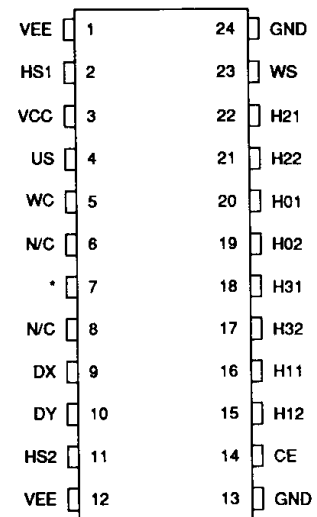 VEE 1 24 GND
HS1 2 23 WS
VCC 3 22 H21
US 4 21 H22
WC 5 20 H01
N/C 6 19 H02
* 7 18 H31
N/C 8 17 H32
DX 9 16 H11
DY 10 15 H12
HS2 11 14 CE
VEE 12 13 GND